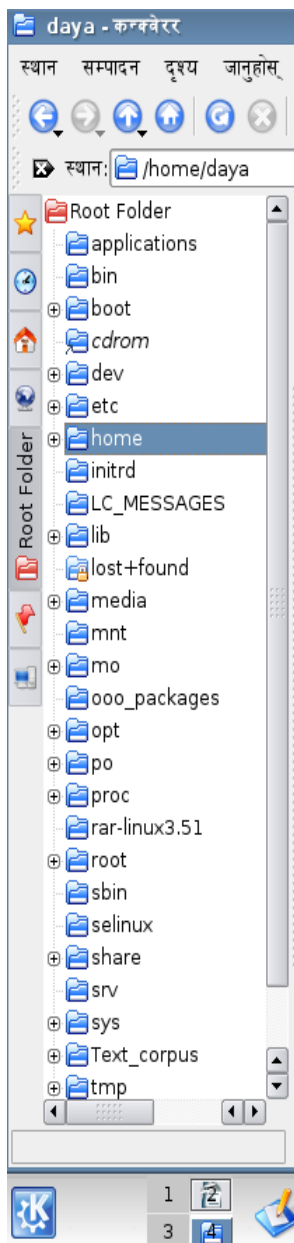 daya - कन्क्वेरर
स्थान सम्पादन दृश्य जानुहोस्
स्थान: /home/daya
Root Folder
Root Folder
applications
bin
boot
cdrom
dev
etc
home
initrd
LC_MESSAGES
lib
lost+found
media
mnt
mo
ooo_packages
opt
po
proc
rar-linux3.51
root
sbin
selinux
share
srv
sys
Text_corpus
tmp
1 2
3 4